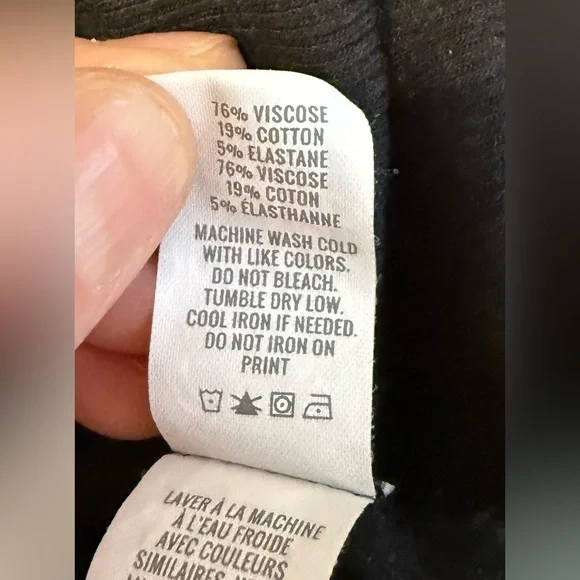 76% VISCOSE
19% COTTON
5% ELASTANE
76% VISCOSE
19% COTON
5% ÉLASTHANNE
MACHINE WASH COLD
WITH LIKE COLORS.
DO NOT BLEACH.
TUMBLE DRY LOW.
COOL IRON IF NEEDED.
DO NOT IRON ON
PRINT
LAVER À LA MACHINE
À L'EAU FROIDE
AVEC COULEURS
SIMILAIRES.